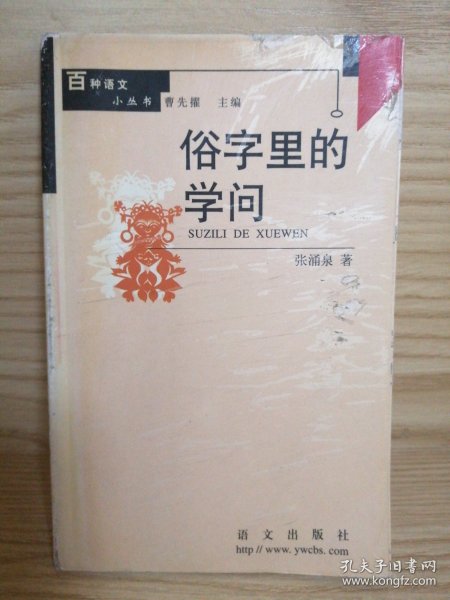 百种语文
小丛书 曹先擢 主编
俗字里的
学问
SUZILI DE XUEWEN
张涌泉 著
语文出版社
http://www.ywcbs.com
孔夫子旧书网
www.kongfz.com